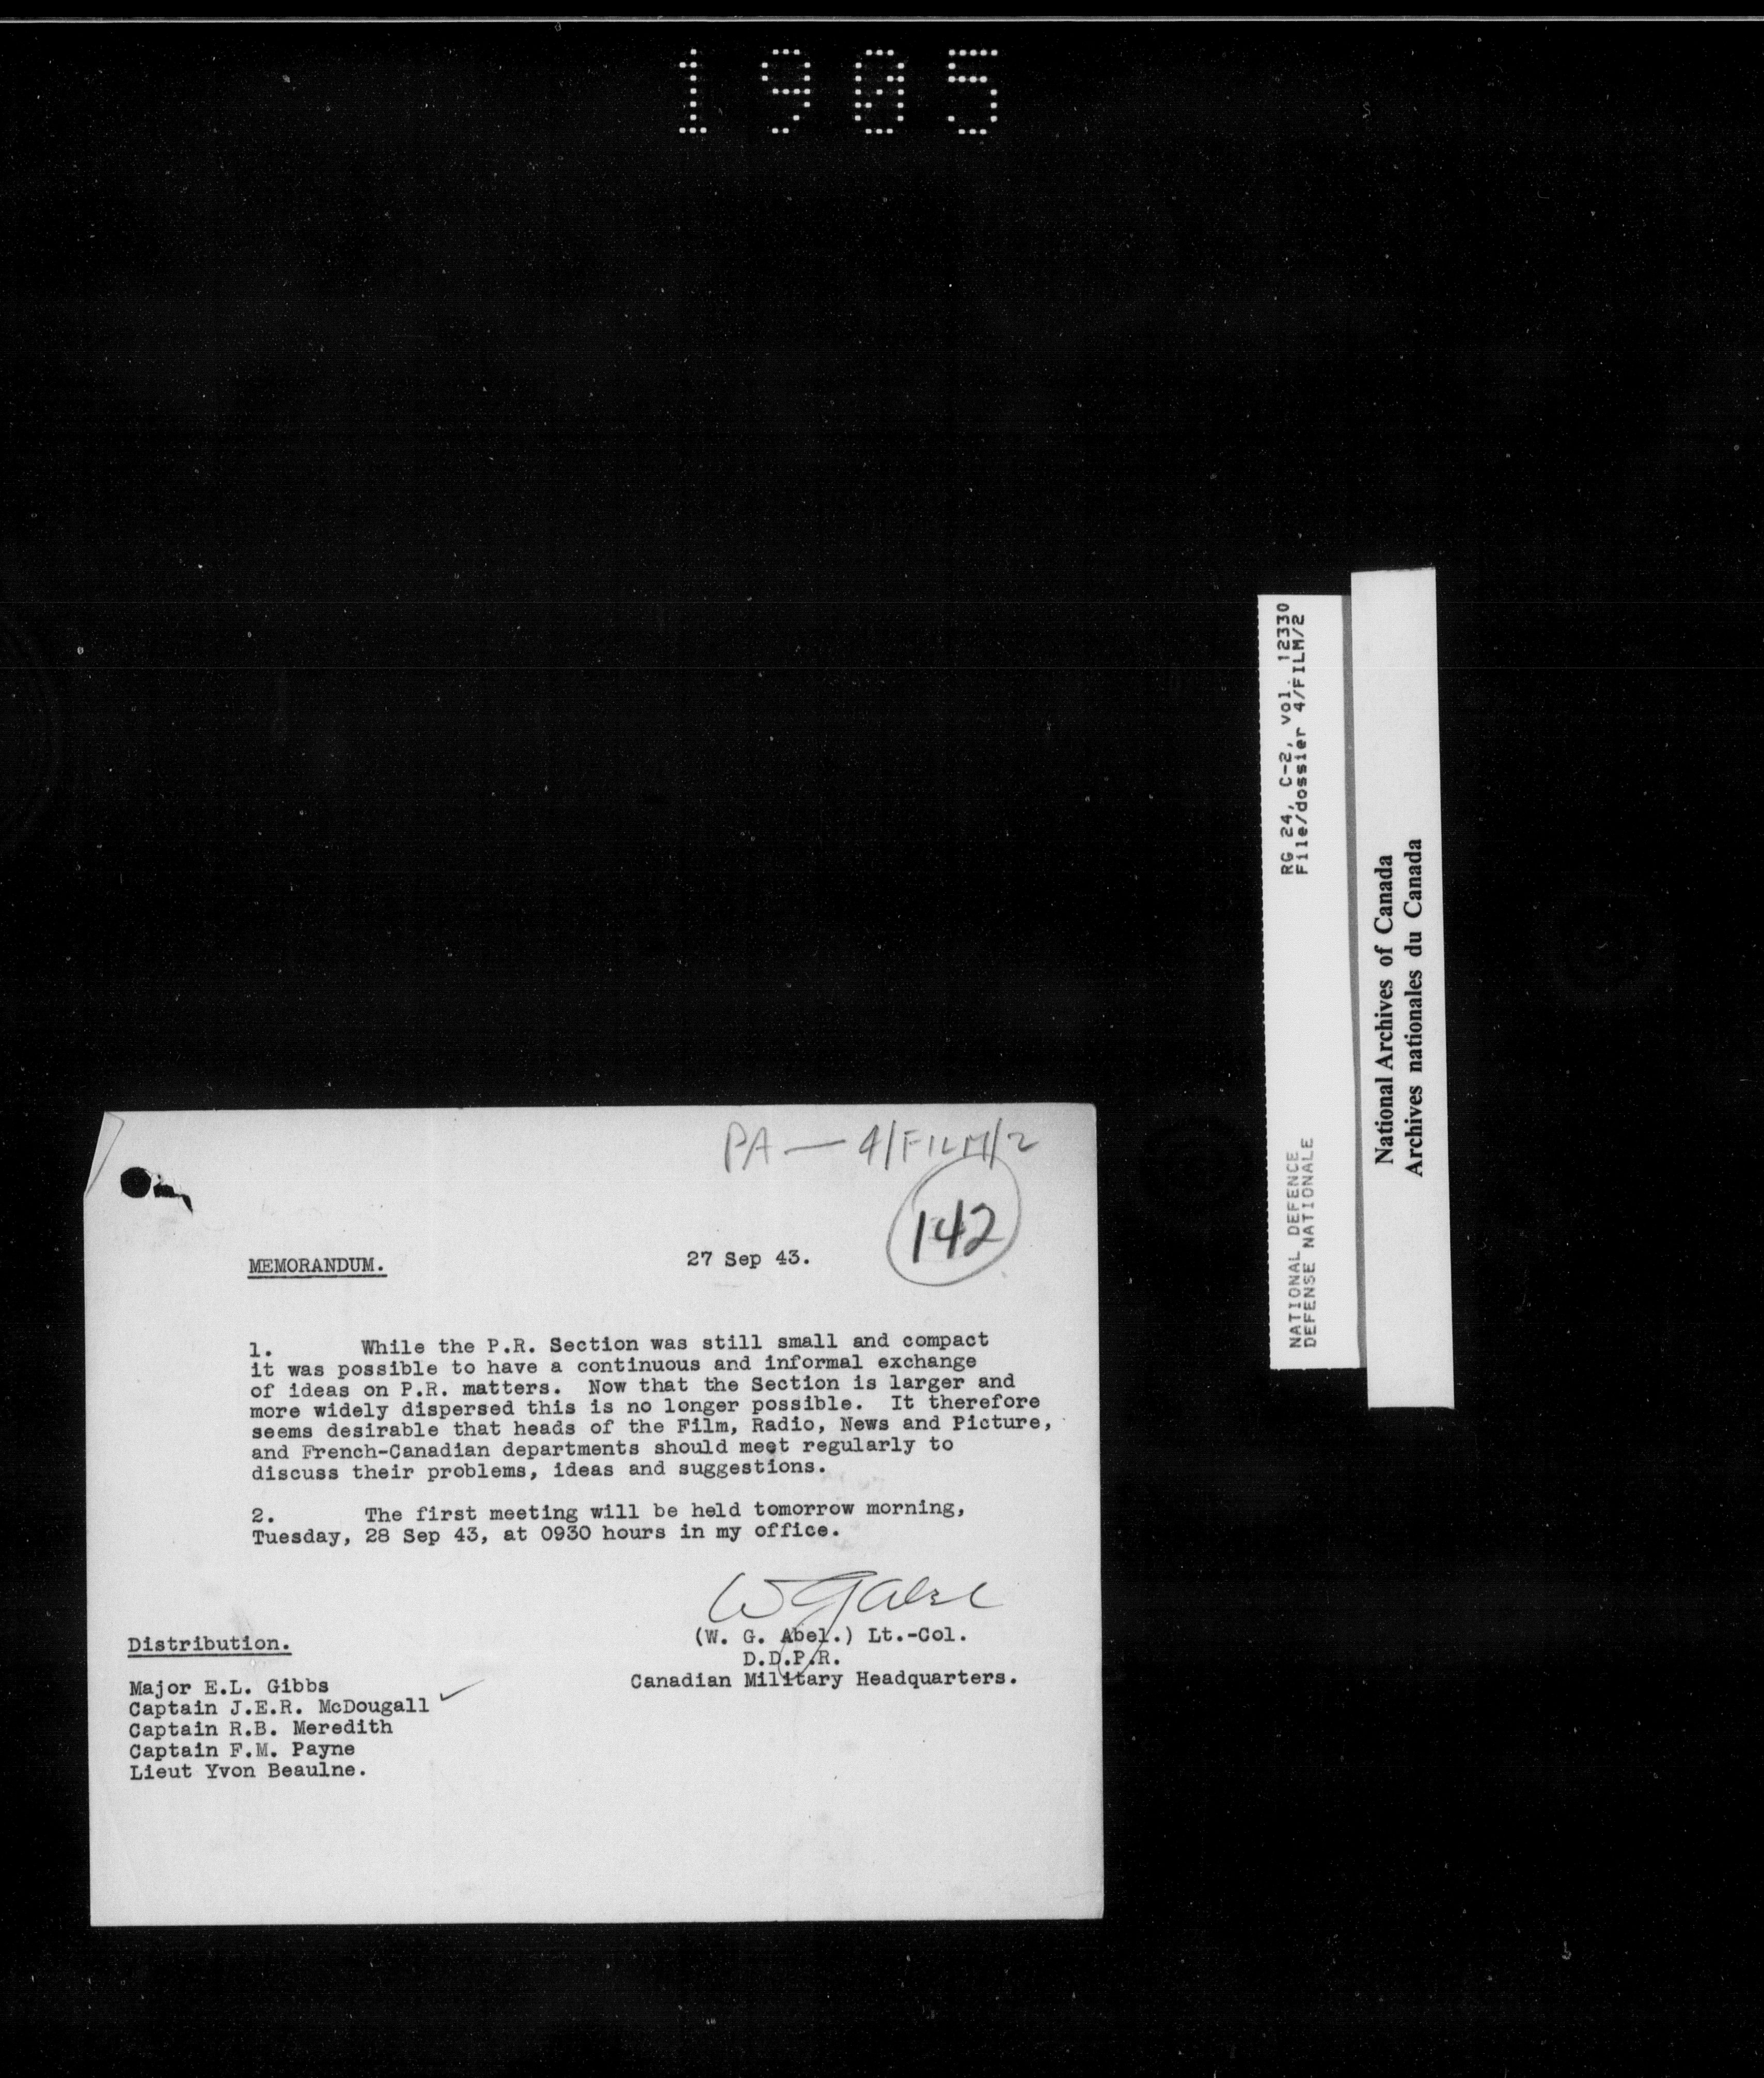 1905
PA — 4/FILM/2
142
MEMORANDUM.
27 Sep 43.
1. While the P.R. Section was still small and compact
it was possible to have a continuous and informal exchange
of ideas on P.R. matters. Now that the Section is larger and
more widely dispersed this is no longer possible. It therefore
seems desirable that heads of the Film, Radio, News and Picture,
and French-Canadian departments should meet regularly to
discuss their problems, ideas and suggestions.
2. The first meeting will be held tomorrow morning,
Tuesday, 28 Sep 43, at 0930 hours in my office.
W G Abel
(W. G. Abel.) Lt.-Col.
D.D.P.R.
Canadian Military Headquarters.
Distribution.
Major E.L. Gibbs
Captain J.E.R. McDougall
Captain R.B. Meredith
Captain F.M. Payne
Lieut Yvon Beaulne.
NATIONAL DEFENCE
DEFENSE NATIONALE
RG 24, C-2, vol. 12330
File/dossier 4/FILM/2
National Archives of Canada
Archives nationales du Canada